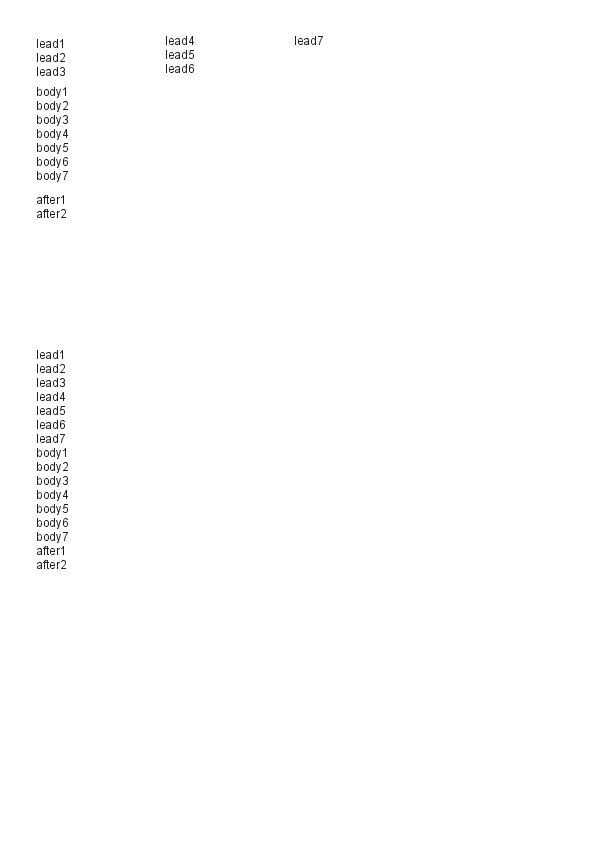 lead1
lead2
lead3
lead4
lead5
lead6
lead7
body1
body2
body3
body4
body5
body6
body7
after1
after2
lead1
lead2
lead3
lead4
lead5
lead6
lead7
body1
body2
body3
body4
body5
body6
body7
after1
after2